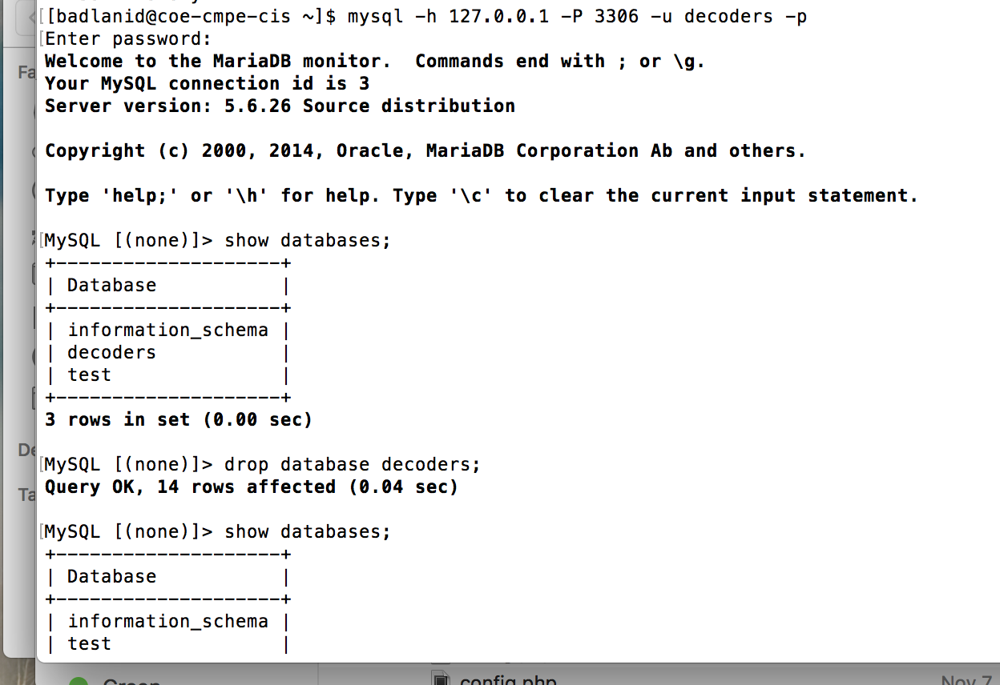 [[badlanid@coe-cmpe-cis ~]$ mysql -h 127.0.0.1 -P 3306 -u decoders -p
[Enter password:
Welcome to the MariaDB monitor.  Commands end with ; or \g.
Your MySQL connection id is 3
Server version: 5.6.26 Source distribution

Copyright (c) 2000, 2014, Oracle, MariaDB Corporation Ab and others.

Type 'help;' or '\h' for help. Type '\c' to clear the current input statement.

[MySQL [(none)]> show databases;
+--------------------+
| Database           |
+--------------------+
| information_schema |
| decoders           |
| test               |
+--------------------+
3 rows in set (0.00 sec)

[MySQL [(none)]> drop database decoders;
Query OK, 14 rows affected (0.04 sec)

[MySQL [(none)]> show databases;
+--------------------+
| Database           |
+--------------------+
| information_schema |
| test               |
Fa
De
Ta
Green
config.php
Nov 7